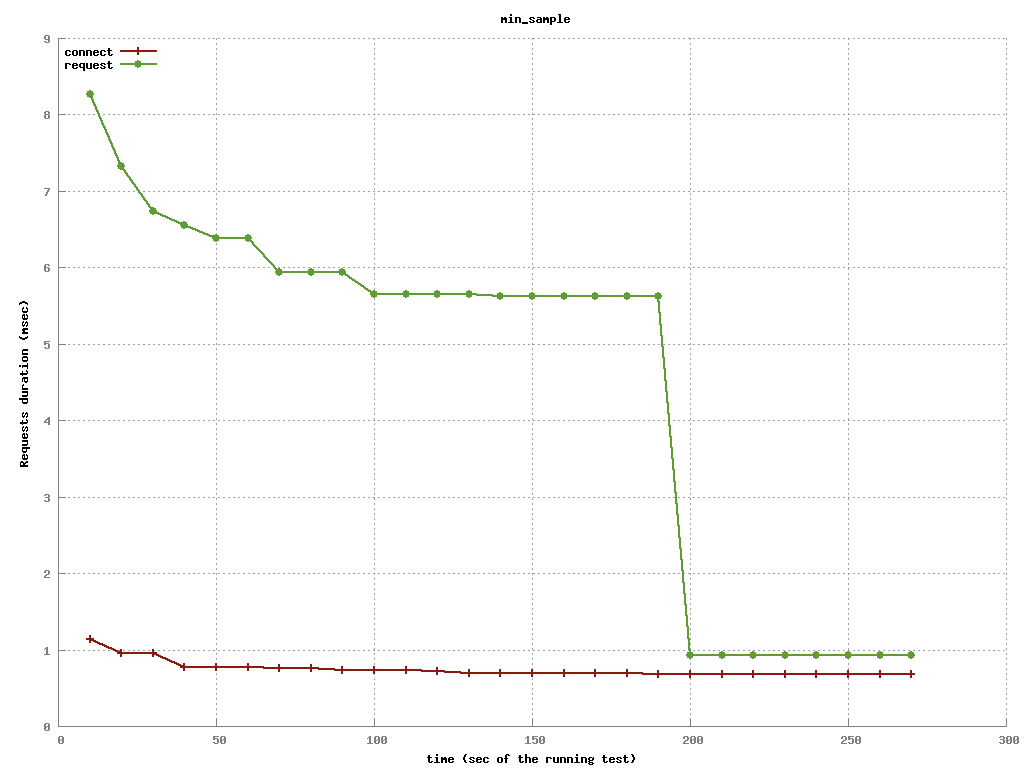 min_sample
9
connect
request
8
7
6
5
4
3
2
1
0
Requests duration (msec)
0 50 100 150 200 250 300
time (sec of the running test)